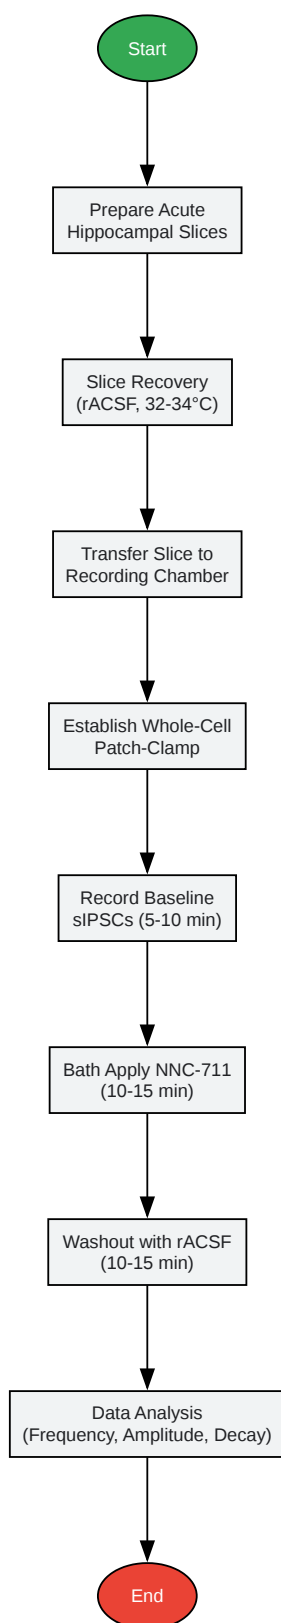 Start
Prepare Acute
Hippocampal Slices
Slice Recovery
(rACSF, 32-34°C)
Transfer Slice to
Recording Chamber
Establish Whole-Cell
Patch-Clamp
Record Baseline
sIPSCs (5-10 min)
Bath Apply NNC-711
(10-15 min)
Washout with rACSF
(10-15 min)
Data Analysis
(Frequency, Amplitude, Decay)
End